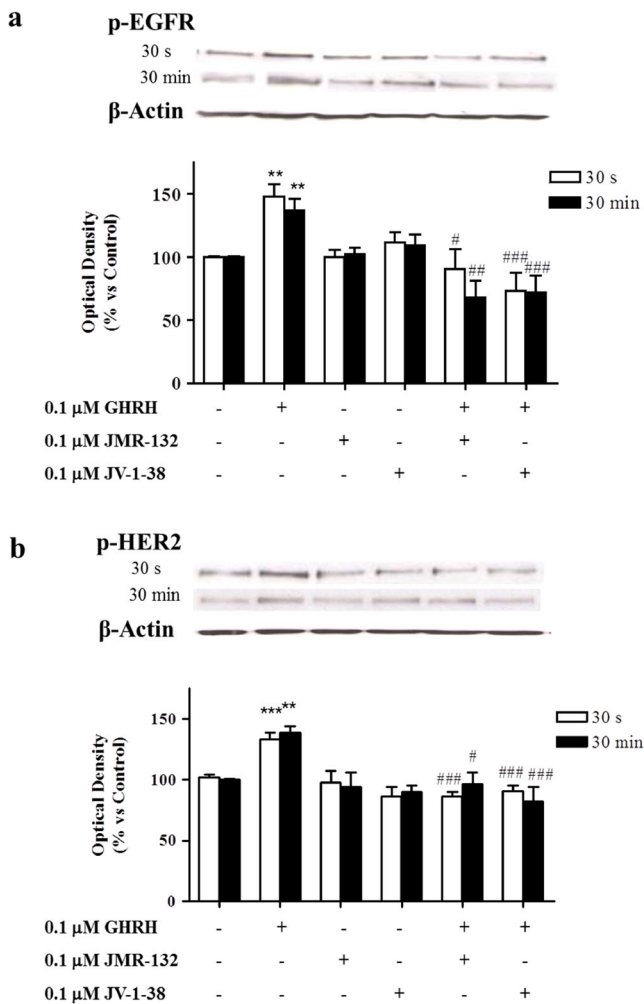 a
p-EGFR
30 s
30 min
β-Actin
Optical Density
(% vs Control)
150
100
50
0
** **
# ##
### ###
30 s
30 min
0.1 μM GHRH - + - - + +
0.1 μM JMR-132 - - + - + -
0.1 μM JV-1-38 - - - + - +
b
p-HER2
30 s
30 min
β-Actin
Optical Density
(% vs Control)
150
100
50
0
*** **
### #
### ###
30 s
30 min
0.1 μM GHRH - + - - + +
0.1 μM JMR-132 - - + - + -
0.1 μM JV-1-38 - - - + - +